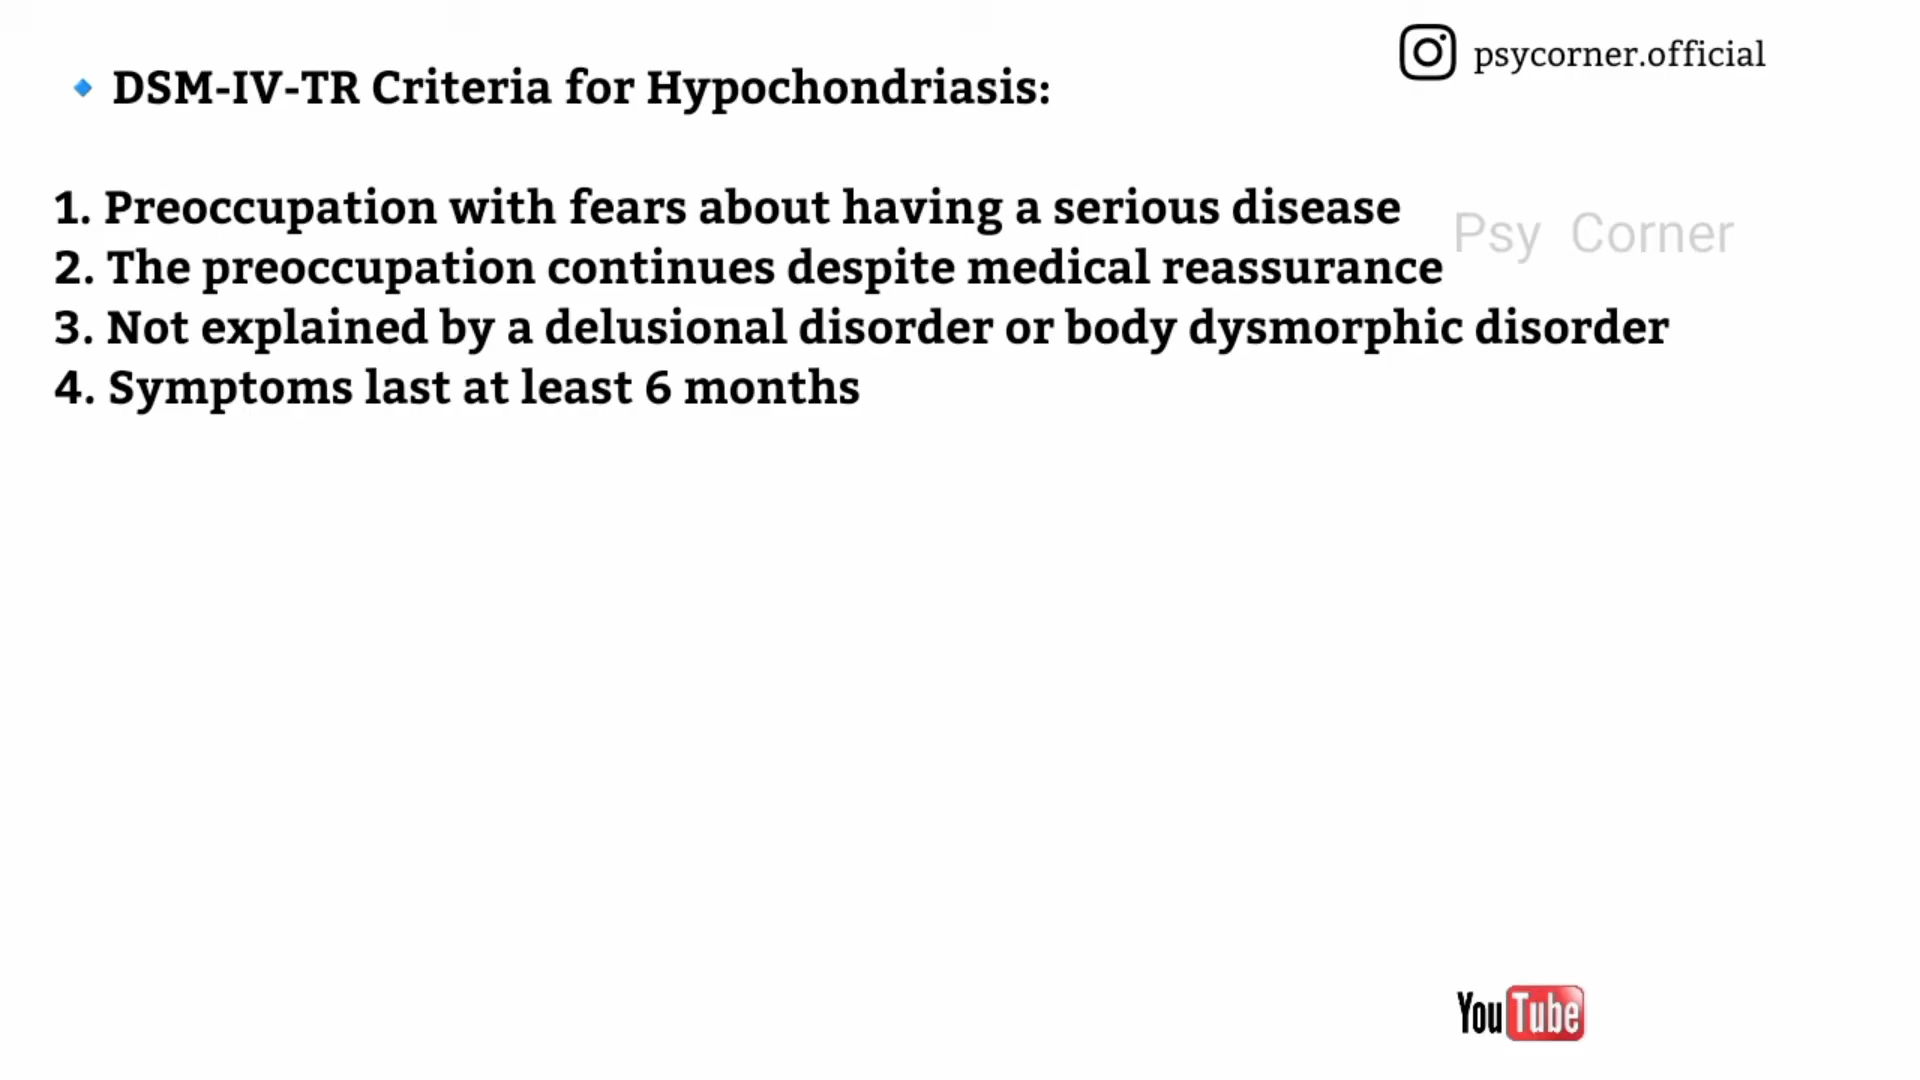 psycorner.official
DSM-IV-TR Criteria for Hypochondriasis:
1. Preoccupation with fears about having a serious disease
Psy Corner
2. The preoccupation continues despite medical reassurance
3. Not explained by a delusional disorder or body dysmorphic disorder
4. Symptoms last at least 6 months
YouTube